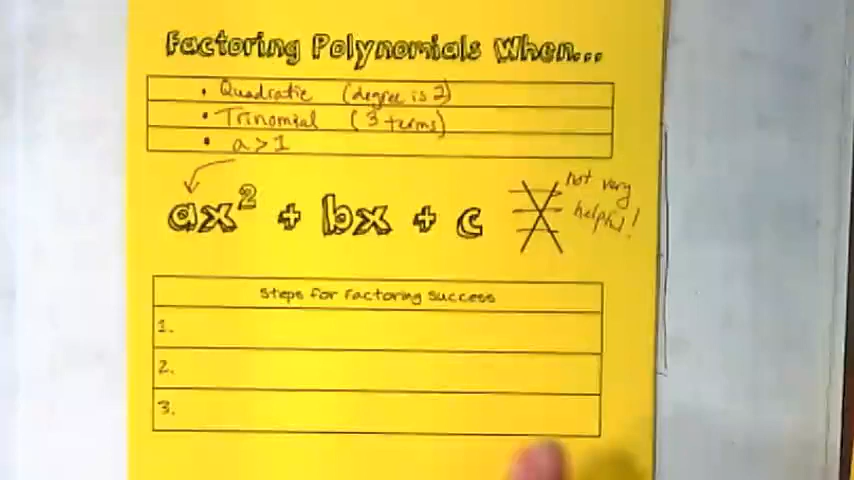 Factoring Polynomials When...
• Quadratic (degree is 2)
• Trinomial (3 terms)
• a > 1
ax² + bx + c
not very
helpful!
Steps for Factoring Success
1.
2.
3.